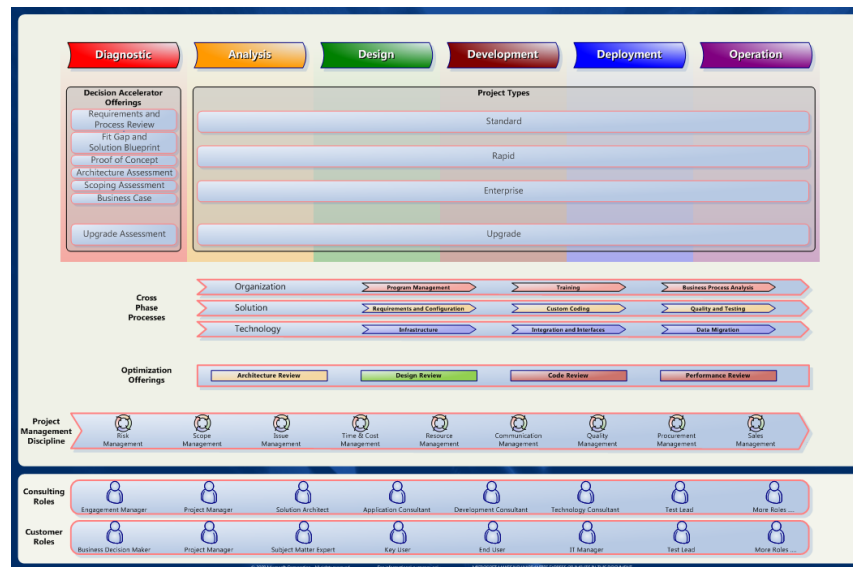 Diagnostic
Analysis
Design
Development
Deployment
Operation
Decision Accelerator
Offerings
Requirements and
Process Review
Fit Gap and
Solution Blueprint
Proof of Concept
Architecture Assessment
Scoping Assessment
Business Case
Upgrade Assessment
Project Types
Standard
Rapid
Enterprise
Upgrade
Cross
Phase
Processes
Organization
Program Management
Training
Business Process Analysis
Solution
Requirements and Configuration
Custom Coding
Quality and Testing
Technology
Infrastructure
Integration and Interfaces
Data Migration
Optimization
Offerings
Architecture Review
Design Review
Code Review
Performance Review
Project
Management
Discipline
Risk
Management
Scope
Management
Issue
Management
Time & Cost
Management
Resource
Management
Communication
Management
Quality
Management
Procurement
Management
Sales
Management
Consulting
Roles
Engagement Manager
Project Manager
Solution Architect
Application Consultant
Development Consultant
Technology Consultant
Test Lead
More Roles ....
Customer
Roles
Business Decision Maker
Project Manager
Subject Matter Expert
Key User
End User
IT Manager
Test Lead
More Roles ....